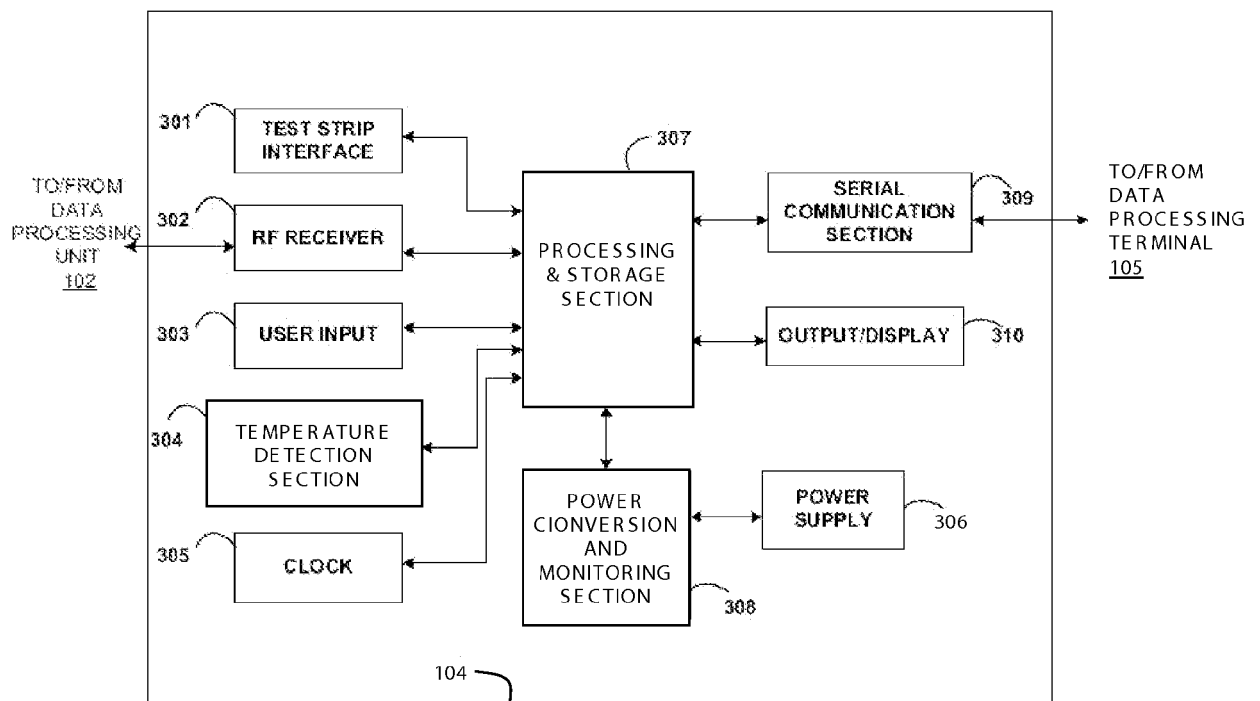 301
TEST STRIP
INTERFACE
TO/FROM
DATA
PROCESSING
UNIT
102
302
RF RECEIVER
303
USER INPUT
304
TEMPERATURE
DETECTION
SECTION
305
CLOCK
307
PROCESSING
& STORAGE
SECTION
POWER
CIONVERSION
AND
MONITORING
SECTION
308
SERIAL
COMMUNICATION
SECTION
309
TO/FROM
DATA
PROCESSING
TERMINAL
105
OUTPUT/DISPLAY
310
POWER
SUPPLY
306
104